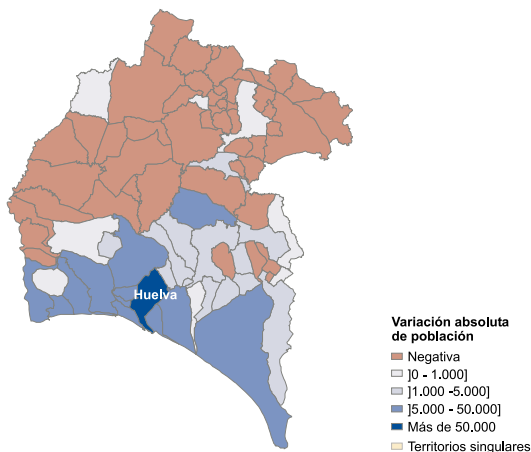 Huelva
Variación absoluta
de población
Negativa
]0 - 1.000]
]1.000 -5.000]
]5.000 - 50.000]
Más de 50.000
Territorios singulares